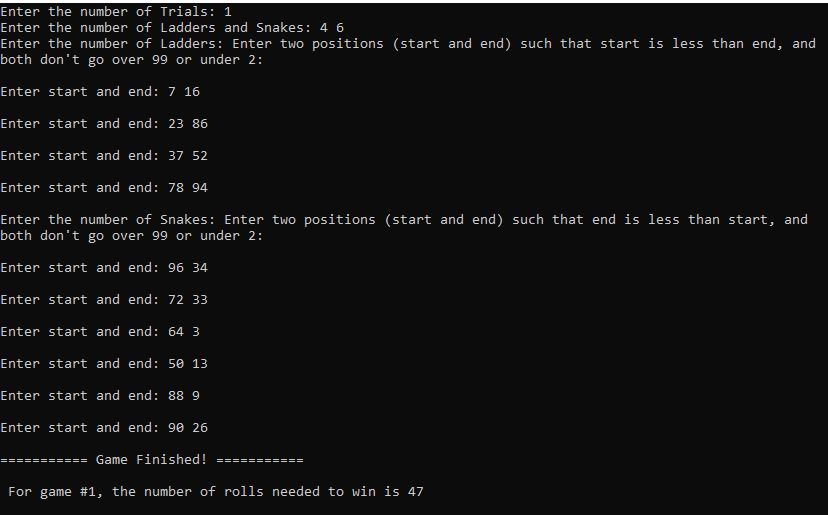 Enter the number of Trials: 1
Enter the number of Ladders and Snakes: 4 6
Enter the number of Ladders: Enter two positions (start and end) such that start is less than end, and
both don't go over 99 or under 2:
Enter start and end: 7 16
Enter start and end: 23 86
Enter start and end: 37 52
Enter start and end: 78 94
Enter the number of Snakes: Enter two positions (start and end) such that end is less than start, and
both don't go over 99 or under 2:
Enter start and end: 96 34
Enter start and end: 72 33
Enter start and end: 64 3
Enter start and end: 50 13
Enter start and end: 88 9
Enter start and end: 90 26
=========== Game Finished! ===========
For game #1, the number of rolls needed to win is 47